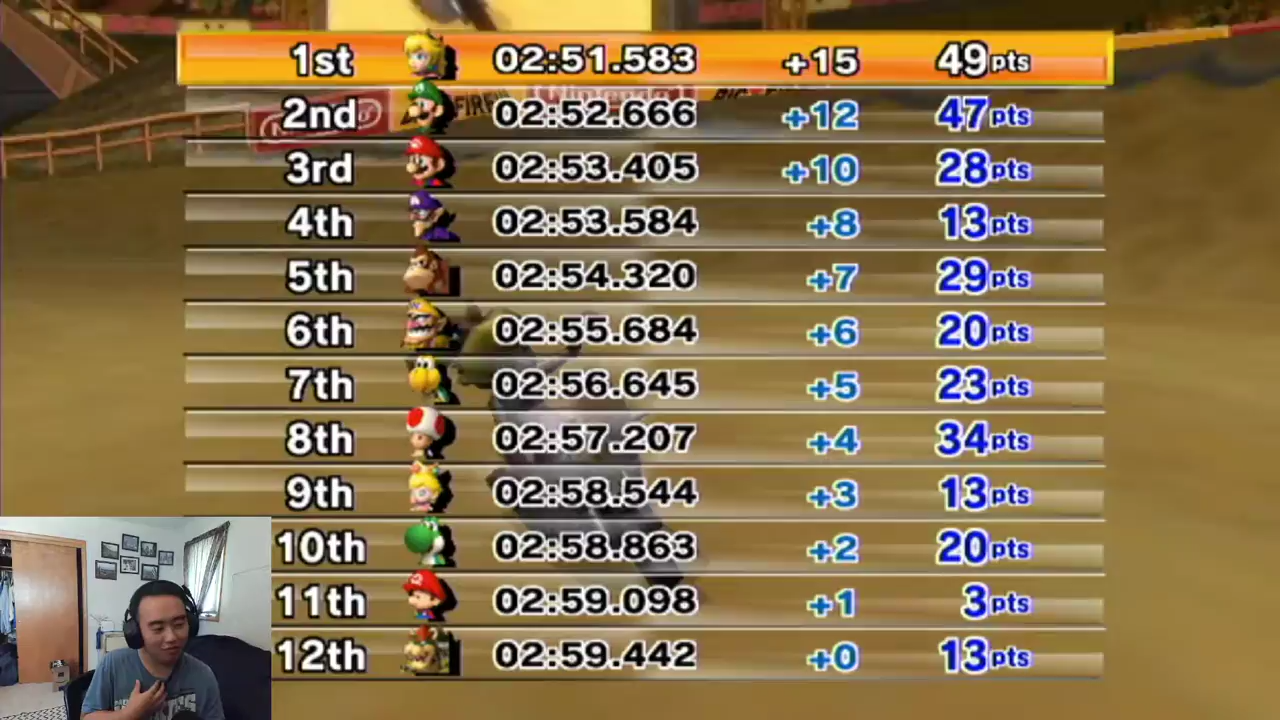 1st 02:51.583 +15 49pts
2nd 02:52.666 +12 47pts
3rd 02:53.405 +10 28pts
4th 02:53.584 +8 13pts
5th 02:54.320 +7 29pts
6th 02:55.684 +6 20pts
7th 02:56.645 +5 23pts
8th 02:57.207 +4 34pts
9th 02:58.544 +3 13pts
10th 02:58.863 +2 20pts
11th 02:59.098 +1 3pts
12th 02:59.442 +0 13pts
Nintendo
Nintendo